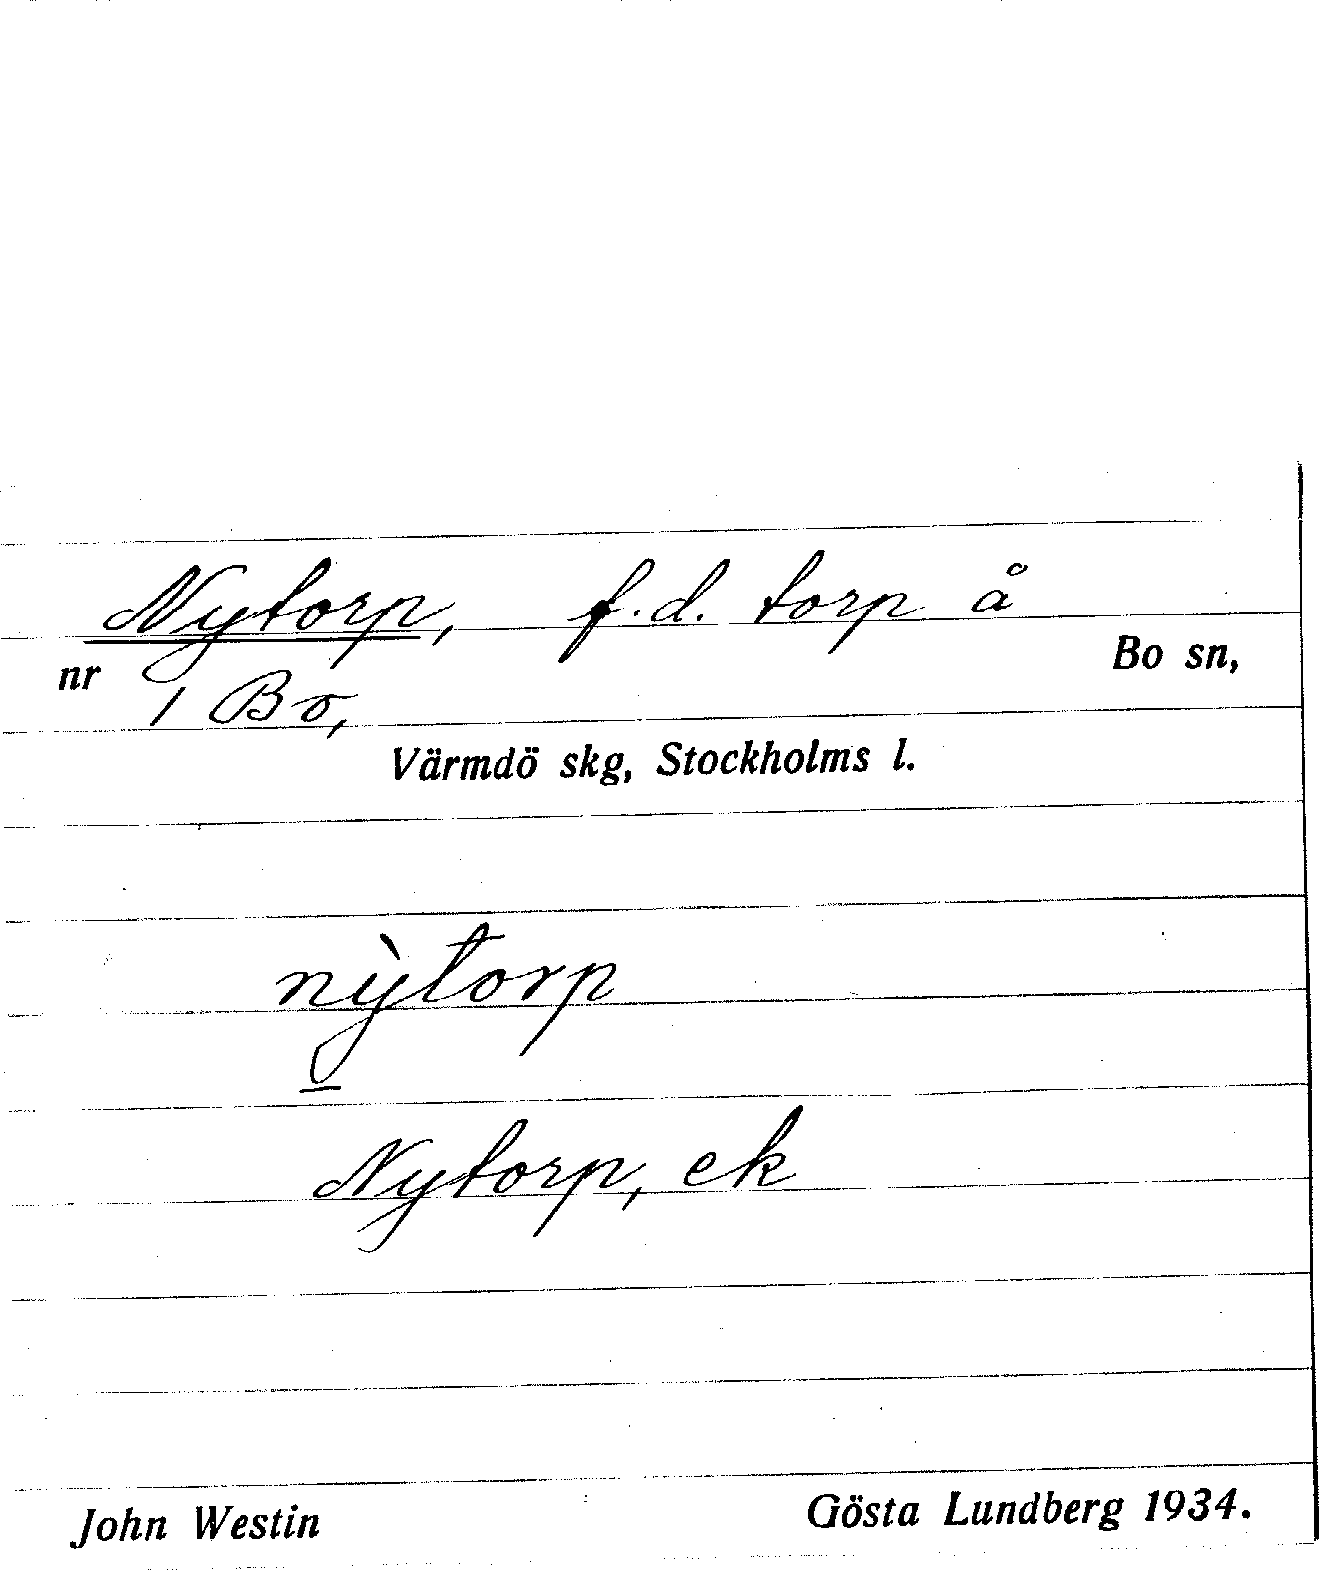 Nytorp, f.d. torp å
nr 1 Bo, Bo sn,
Värmdö skg, Stockholms l.
nỳtorp
Nytorp, ek
John Westin Gösta Lundberg 1934.